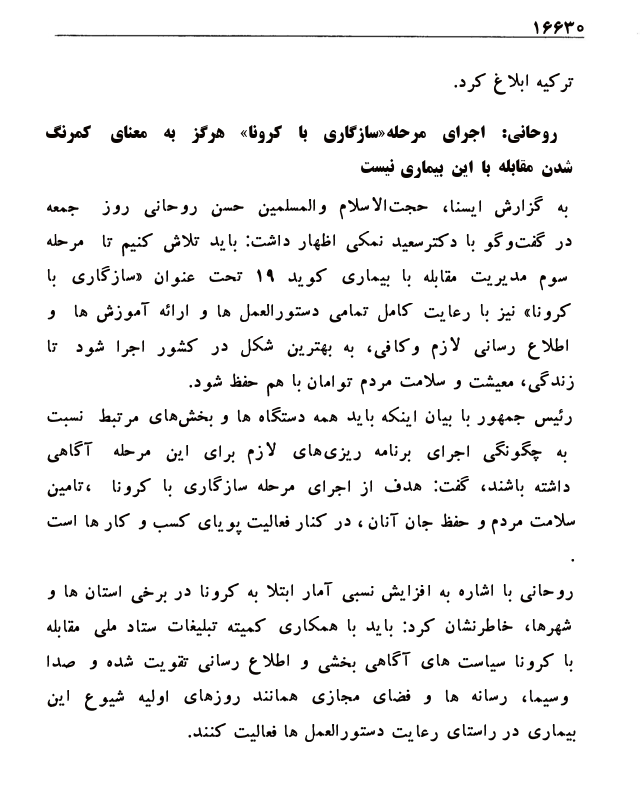 ۱۶۶۳۰
ترکیه ابلاغ کرد.
روحانی: اجرای مرحله«سازگاری با کرونا» هرگز به معنای کمرنگ
شدن مقابله با این بیماری نیست
به گزارش ایسنا، حجت‌الاسلام والمسلمین حسن روحانی روز جمعه
در گفت‌وگو با دکترسعید نمکی اظهار داشت: باید تلاش کنیم تا مرحله
سوم مدیریت مقابله با بیماری کوید ۱۹ تحت عنوان «سازگاری با
کرونا» نیز با رعایت کامل تمامی دستورالعمل ها و ارائه آموزش ها و
اطلاع رسانی لازم وکافی، به بهترین شکل در کشور اجرا شود تا
زندگی، معیشت و سلامت مردم توامان با هم حفظ شود.
رئیس جمهور با بیان اینکه باید همه دستگاه ها و بخش‌های مرتبط نسبت
به چگونگی اجرای برنامه ریزی‌های لازم برای این مرحله آگاهی
داشته باشند، گفت: هدف از اجرای مرحله سازگاری با کرونا ،تامین
سلامت مردم و حفظ جان آنان ، در کنار فعالیت پویای کسب و کار ها است
.
روحانی با اشاره به افزایش نسبی آمار ابتلا به کرونا در برخی استان ها و
شهرها، خاطرنشان کرد: باید با همکاری کمیته تبلیغات ستاد ملی مقابله
با کرونا سیاست های آگاهی بخشی و اطلاع رسانی تقویت شده و صدا
وسیما، رسانه ها و فضای مجازی همانند روزهای اولیه شیوع این
بیماری در راستای رعایت دستورالعمل ها فعالیت کنند.